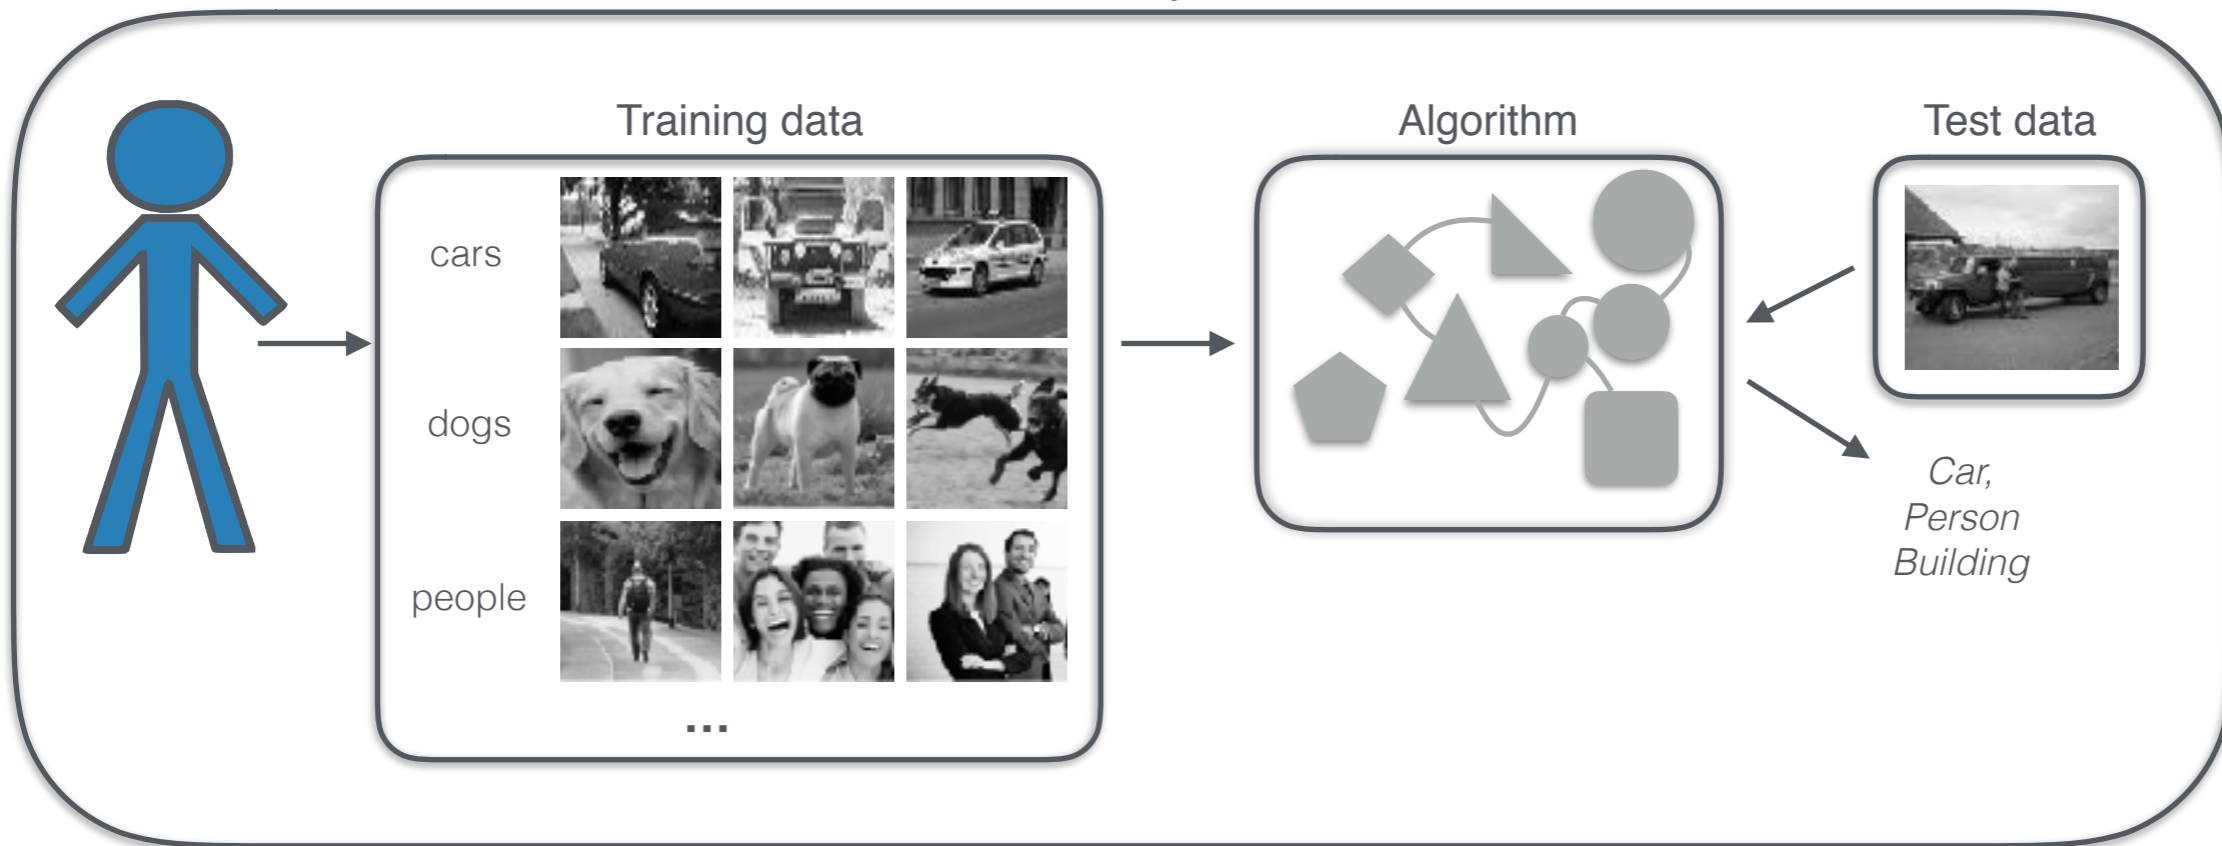 Training data
Algorithm
Test data
cars
dogs
people
...
Car,
Person
Building